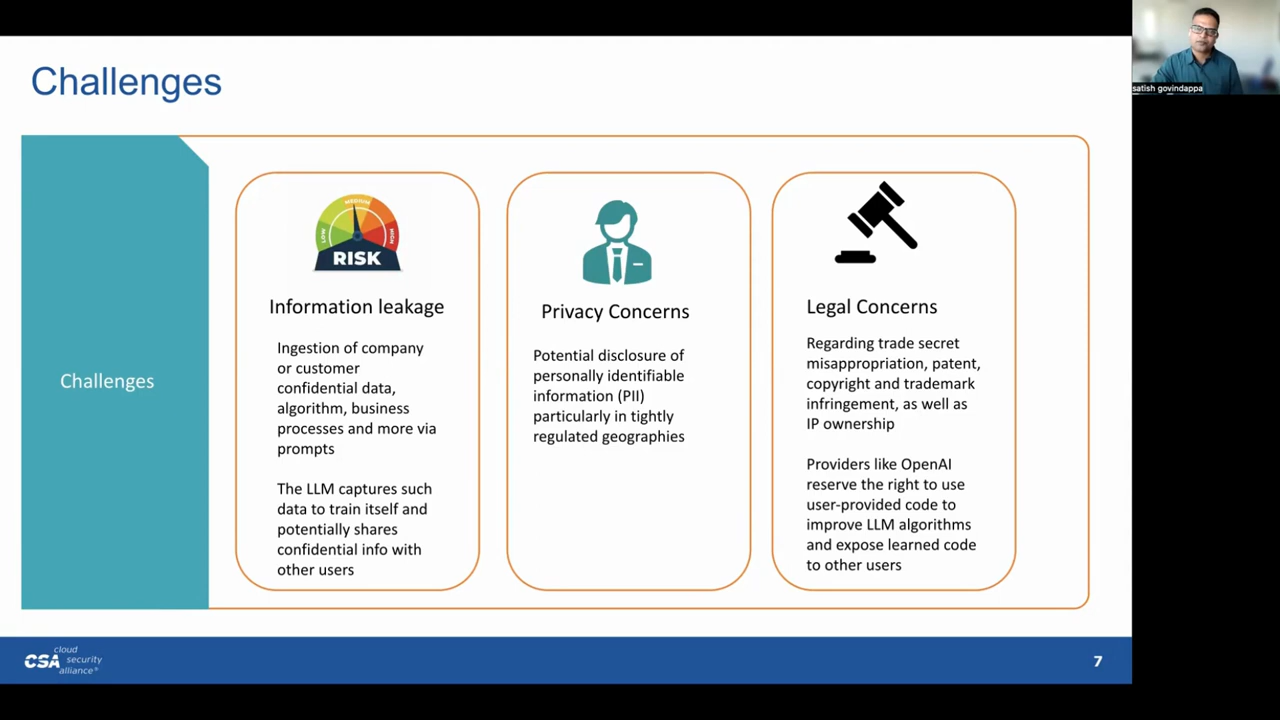 Challenges
satish govindappa
Challenges
LOW
MEDIUM
HIGH
RISK
Information leakage
Ingestion of company
or customer
confidential data,
algorithm, business
processes and more via
prompts
The LLM captures such
data to train itself and
potentially shares
confidential info with
other users
Privacy Concerns
Potential disclosure of
personally identifiable
information (PII)
particularly in tightly
regulated geographies
Legal Concerns
Regarding trade secret
misappropriation, patent,
copyright and trademark
infringement, as well as
IP ownership
Providers like OpenAI
reserve the right to use
user-provided code to
improve LLM algorithms
and expose learned code
to other users
CSA cloud
security
alliance®
7